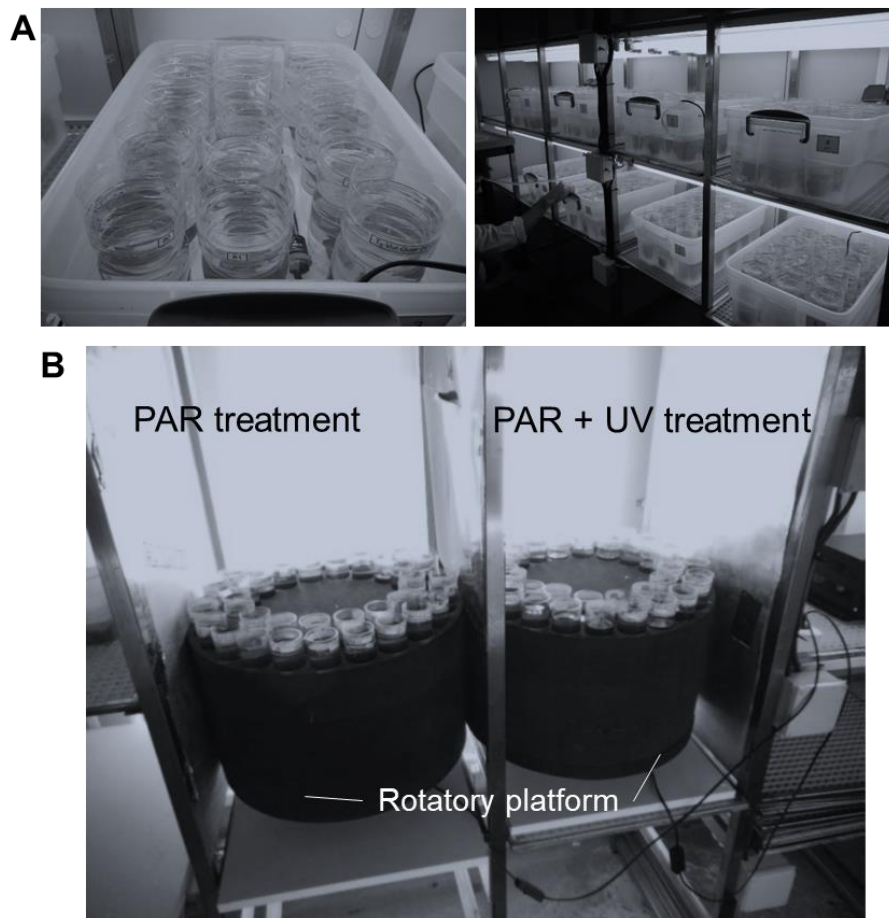 A
B
PAR treatment
PAR + UV treatment
Rotatory platform